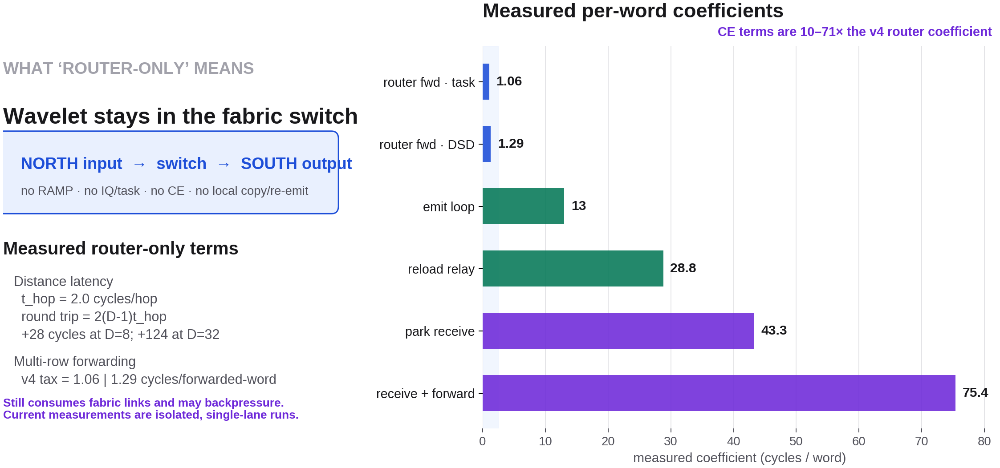 WHAT ‘ROUTER-ONLY’ MEANS
Wavelet stays in the fabric switch
NORTH input → switch → SOUTH output
no RAMP · no IQ/task · no CE · no local copy/re-emit
Measured router-only terms
Distance latency
t_hop = 2.0 cycles/hop
round trip = 2(D-1)t_hop
+28 cycles at D=8; +124 at D=32
Multi-row forwarding
v4 tax = 1.06 | 1.29 cycles/forwarded-word
Still consumes fabric links and may backpressure.
Current measurements are isolated, single-lane runs.
Measured per-word coefficients
CE terms are 10–71× the v4 router coefficient
router fwd · task 1.06
router fwd · DSD 1.29
emit loop 13
reload relay 28.8
park receive 43.3
receive + forward 75.4
0 10 20 30 40 50 60 70 80
measured coefficient (cycles / word)